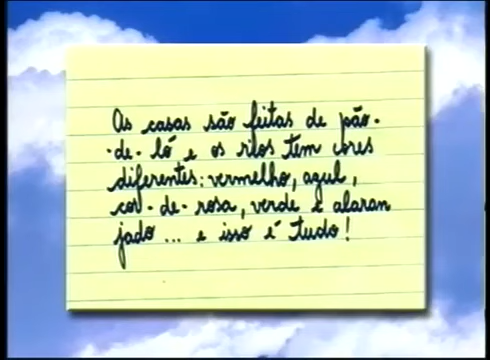 As casas são feitas de pão-
-de-ló e os rilos tem cores
diferentes: vermelho, azul,
cor-de-rosa, verde e alaran
jado... e isso é tudo!